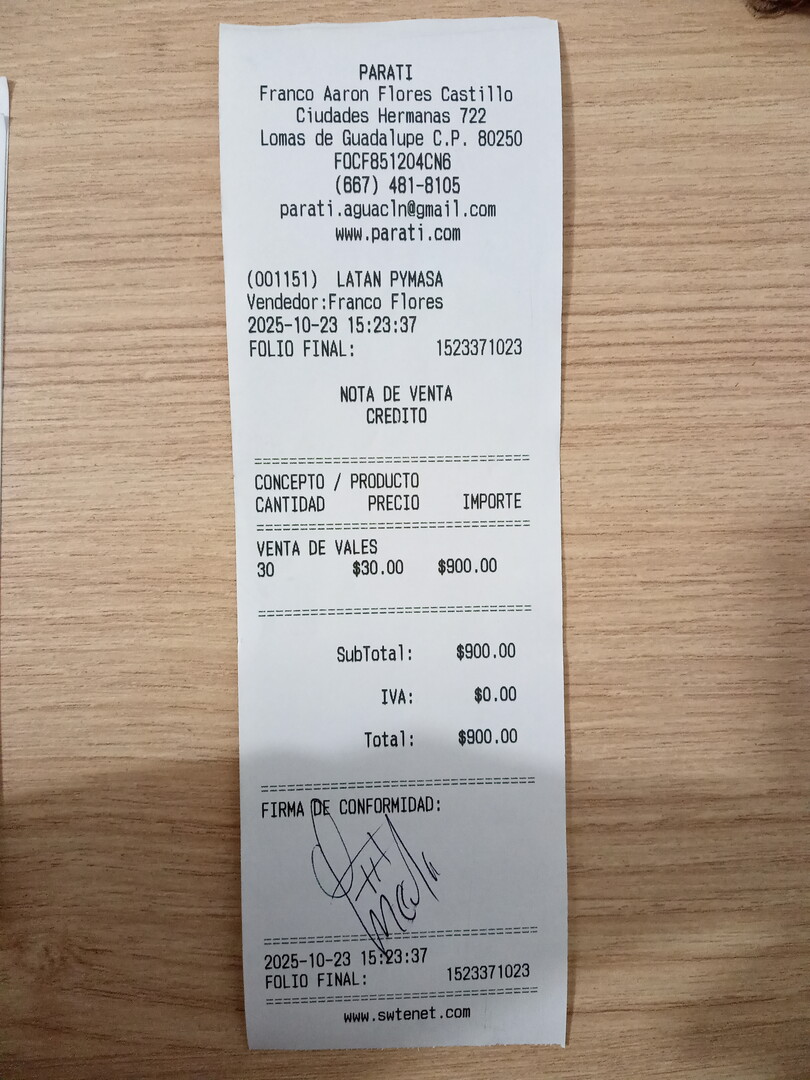 PARATI
Franco Aaron Flores Castillo
Ciudades Hermanas 722
Lomas de Guadalupe C.P. 80250
FOCF851204CN6
(667) 481-8105
parati.aguacln@gmail.com
www.parati.com
(001151) LATAN PYMASA
Vendedor:Franco Flores
2025-10-23 15:23:37
FOLIO FINAL: 1523371023
NOTA DE VENTA
CREDITO
==================================
CONCEPTO / PRODUCTO
CANTIDAD PRECIO IMPORTE
==================================
VENTA DE VALES
30 $30.00 $900.00
==================================
SubTotal: $900.00
IVA: $0.00
Total: $900.00
==================================
FIRMA DE CONFORMIDAD:
==================================
2025-10-23 15:23:37
FOLIO FINAL: 1523371023
==================================
www.swtenet.com